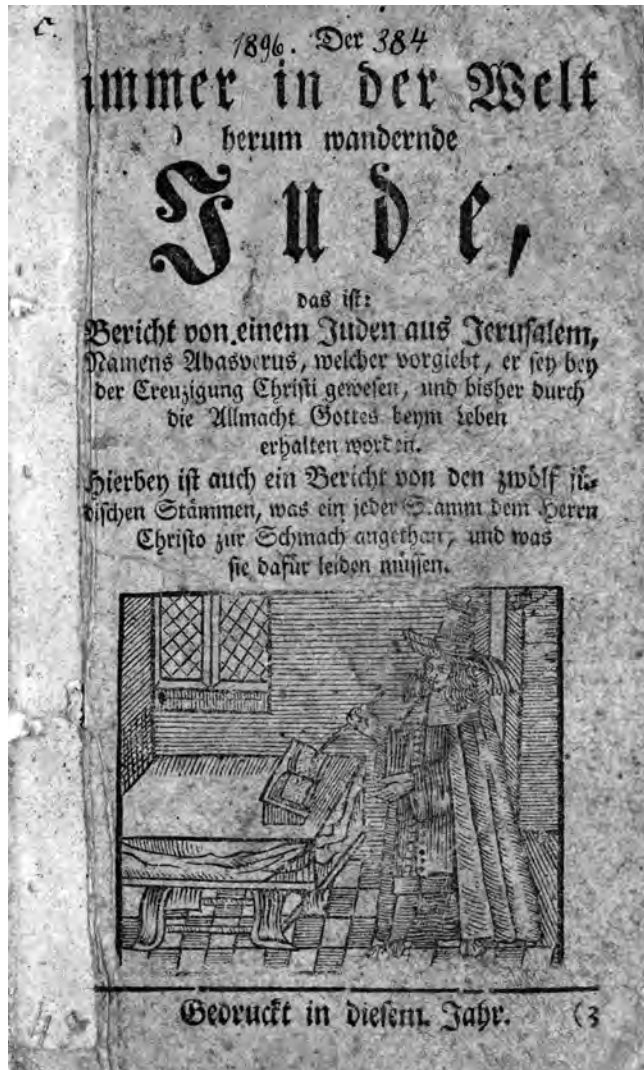 C.
1896. Der 384
immer in der Welt
herum wandernde
Jude,
das ist:
Bericht von einem Juden aus Jerusalem,
Namens Ahasverus, welcher vorgiebt, er sey bey
der Creuzigung Christi gewesen, und bisher durch
die Allmacht Gottes beym Leben
erhalten worden.
Hierbey ist auch ein Bericht von den zwölf jü-
dischen Stämmen, was ein jeder Stamm dem Herrn
Christo zur Schmach angethan, und was
sie dafür leiden müssen.
Gedruckt in diesem Jahr. (3